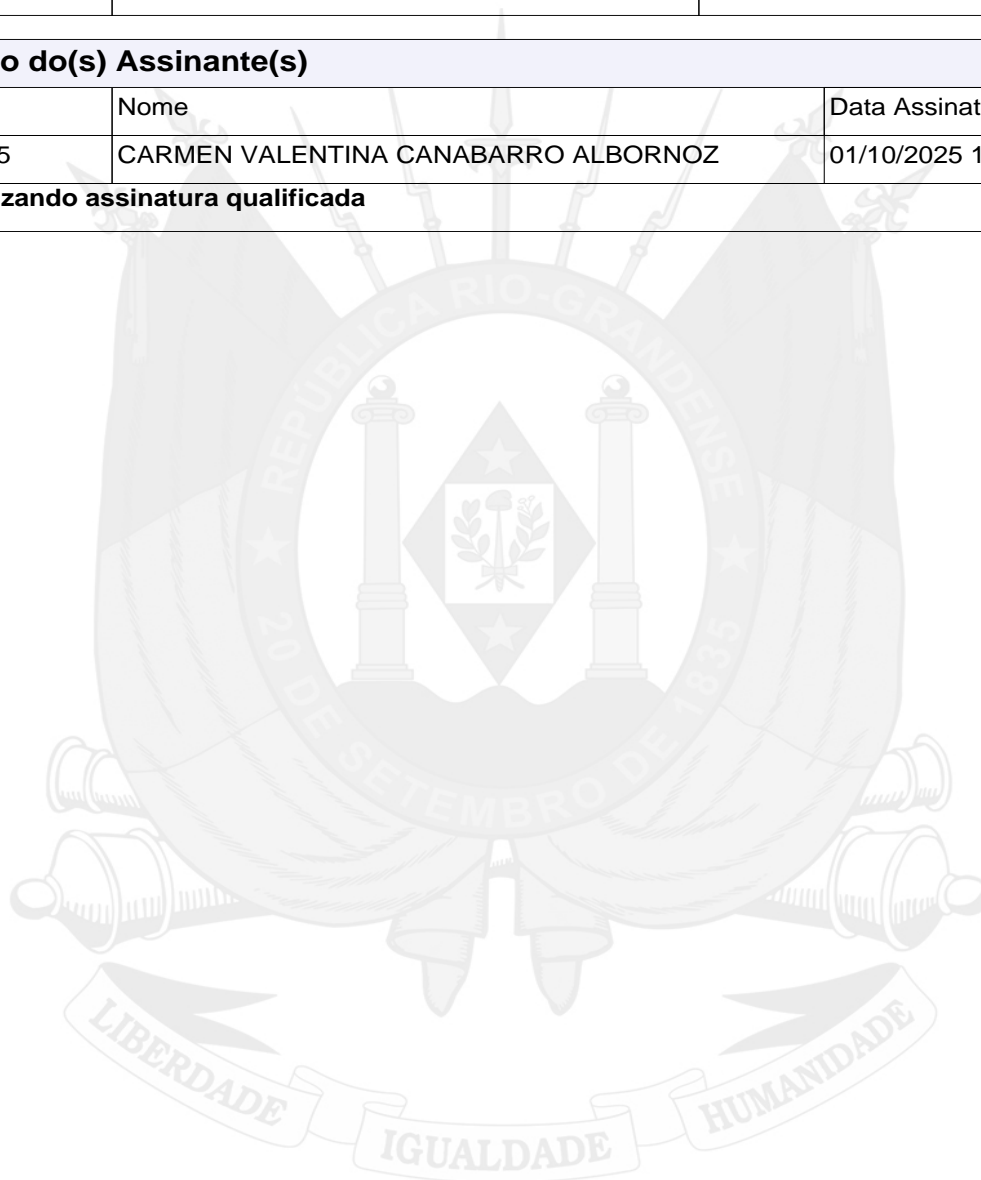 o do(s) Assinante(s)
Nome
Data Assinat
5
CARMEN VALENTINA CANABARRO ALBORNOZ
01/10/2025 1
zando assinatura qualificada
REPÚBLICA RIO-GRANDENSE
20 DE SETEMBRO DE 1835
LIBERDADE
IGUALDADE
HUMANIDADE